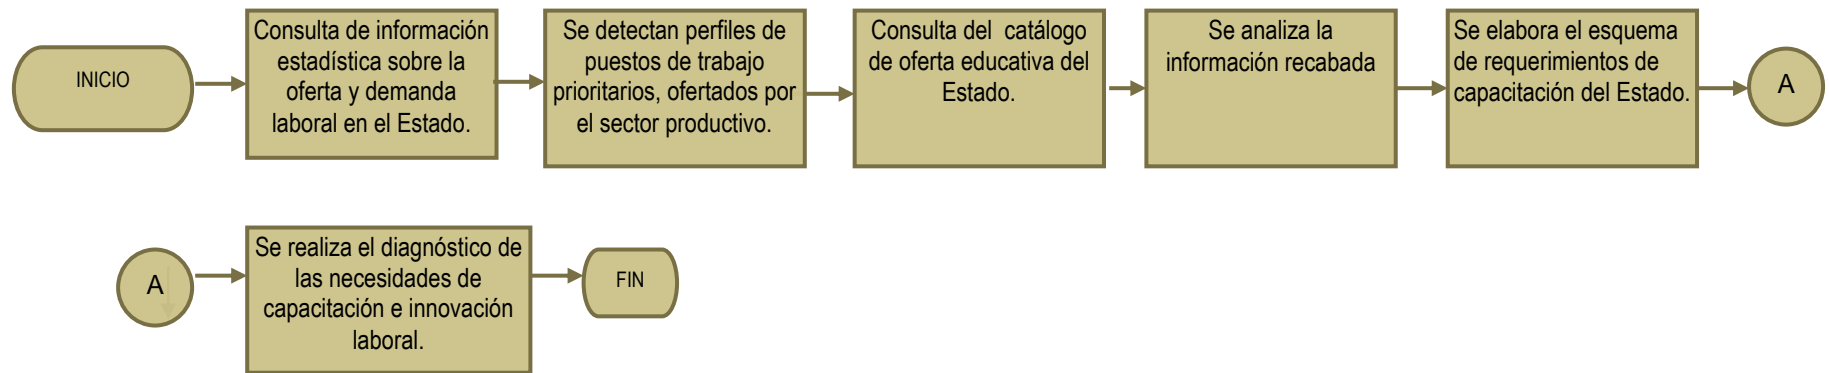 INICIO
Consulta de información
estadística sobre la
oferta y demanda
laboral en el Estado.
Se detectan perfiles de
puestos de trabajo
prioritarios, ofertados por
el sector productivo.
Consulta del  catálogo
de oferta educativa del
Estado.
Se analiza la
información recabada
Se elabora el esquema
de requerimientos de
capacitación del Estado.
A
A
Se realiza el diagnóstico de
las necesidades de
capacitación e innovación
laboral.
FIN